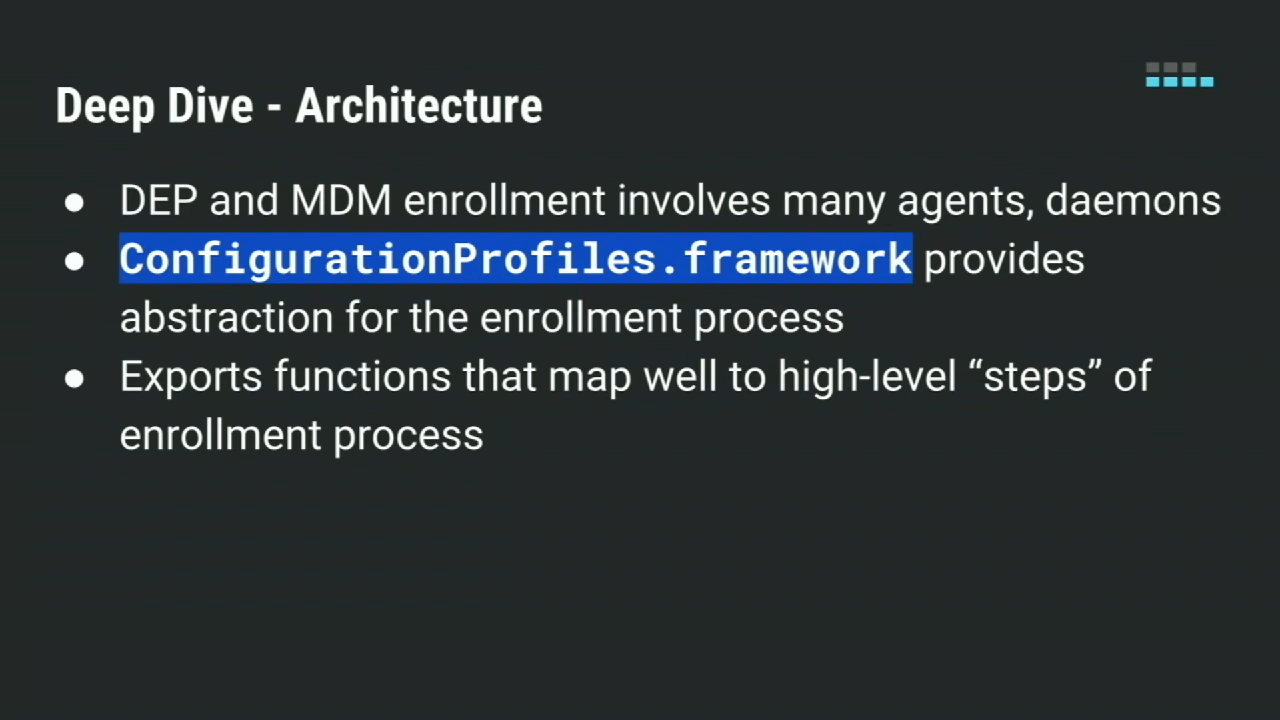 Deep Dive - Architecture
● DEP and MDM enrollment involves many agents, daemons
● ConfigurationProfiles.framework provides
abstraction for the enrollment process
● Exports functions that map well to high-level “steps” of
enrollment process